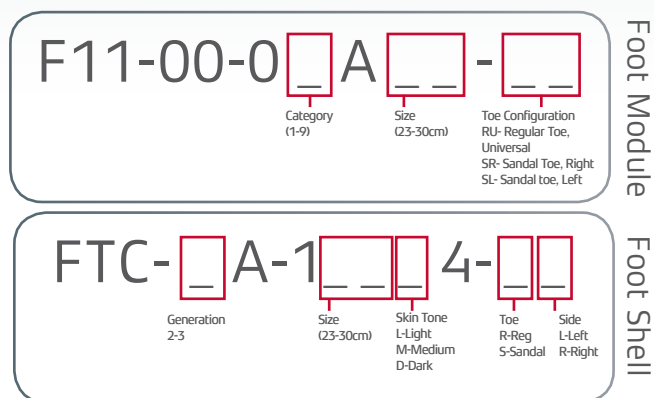 F11-00-0_A_ _-_ _
Category
(1-9)
Size
(23-30cm)
Toe Configuration
RU- Regular Toe,
Universal
SR- Sandal Toe, Right
SL- Sandal toe, Left
Foot Module
FTC-_A-1_ _ _4-_ _
Generation
2-3
Size
(23-30cm)
Skin Tone
L-Light
M-Medium
D-Dark
Toe
R-Reg
S-Sandal
Side
L-Left
R-Right
Foot Shell